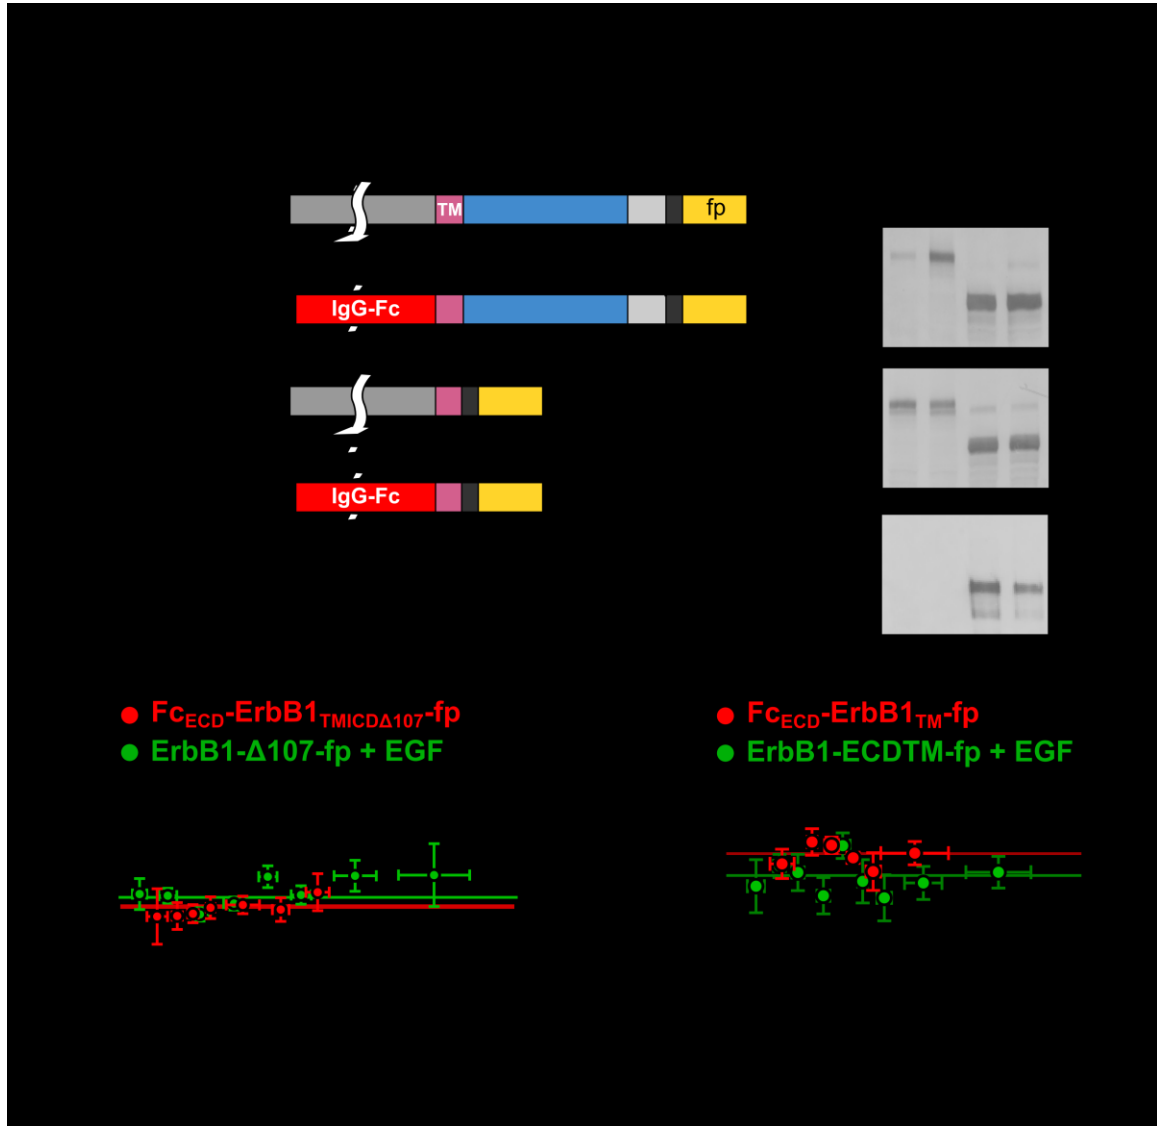 TM
fp
IgG-Fc
IgG-Fc
FcECD-ErbB1TMICDΔ107-fp
ErbB1-Δ107-fp + EGF
FcECD-ErbB1TM-fp
ErbB1-ECDTM-fp + EGF